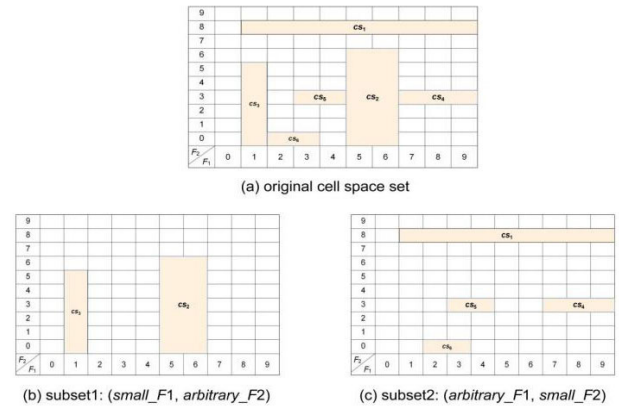 9
8 cs₁
7
6
5
4
3 cs₅ cs₂ cs₄
2 cs₃
1
0 cs₆
F₂
F₁ 0 1 2 3 4 5 6 7 8 9
(a) original cell space set
9
8
7
6
5
4
3 cs₂
2 cs₃
1
0
F₂
F₁ 0 1 2 3 4 5 6 7 8 9
(b) subset1: (small_F1, arbitrary_F2)
9
8 cs₁
7
6
5
4
3 cs₅ cs₄
2
1
0 cs₆
F₂
F₁ 0 1 2 3 4 5 6 7 8 9
(c) subset2: (arbitrary_F1, small_F2)